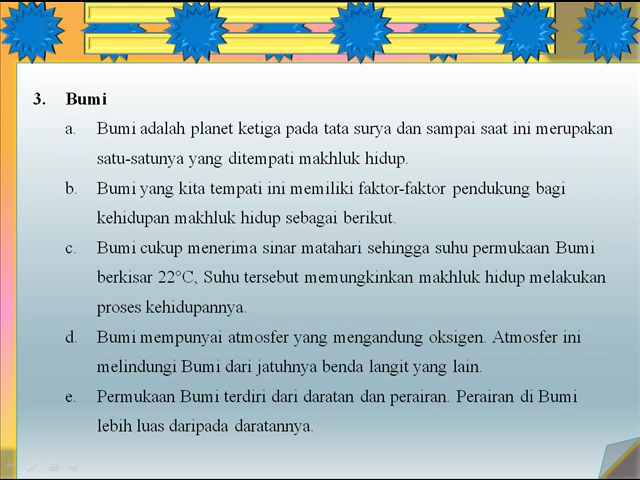 3. Bumi
a. Bumi adalah planet ketiga pada tata surya dan sampai saat ini merupakan
satu-satunya yang ditempati makhluk hidup.
b. Bumi yang kita tempati ini memiliki faktor-faktor pendukung bagi
kehidupan makhluk hidup sebagai berikut.
c. Bumi cukup menerima sinar matahari sehingga suhu permukaan Bumi
berkisar 22°C, Suhu tersebut memungkinkan makhluk hidup melakukan
proses kehidupannya.
d. Bumi mempunyai atmosfer yang mengandung oksigen. Atmosfer ini
melindungi Bumi dari jatuhnya benda langit yang lain.
e. Permukaan Bumi terdiri dari daratan dan perairan. Perairan di Bumi
lebih luas daripada daratannya.